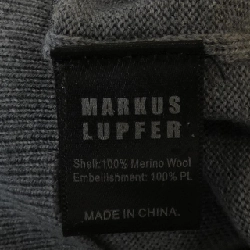 MARKUS
LUPFER
Shell:100% Merino Wool
Embellishment: 100% PL
MADE IN CHINA.